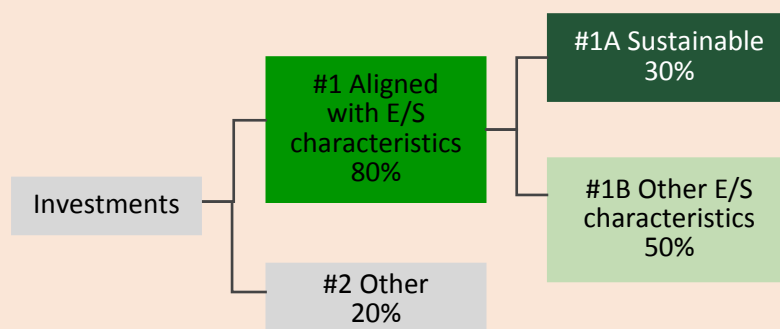 Investments
#1 Aligned
with E/S
characteristics
80%
#2 Other
20%
#1A Sustainable
30%
#1B Other E/S
characteristics
50%